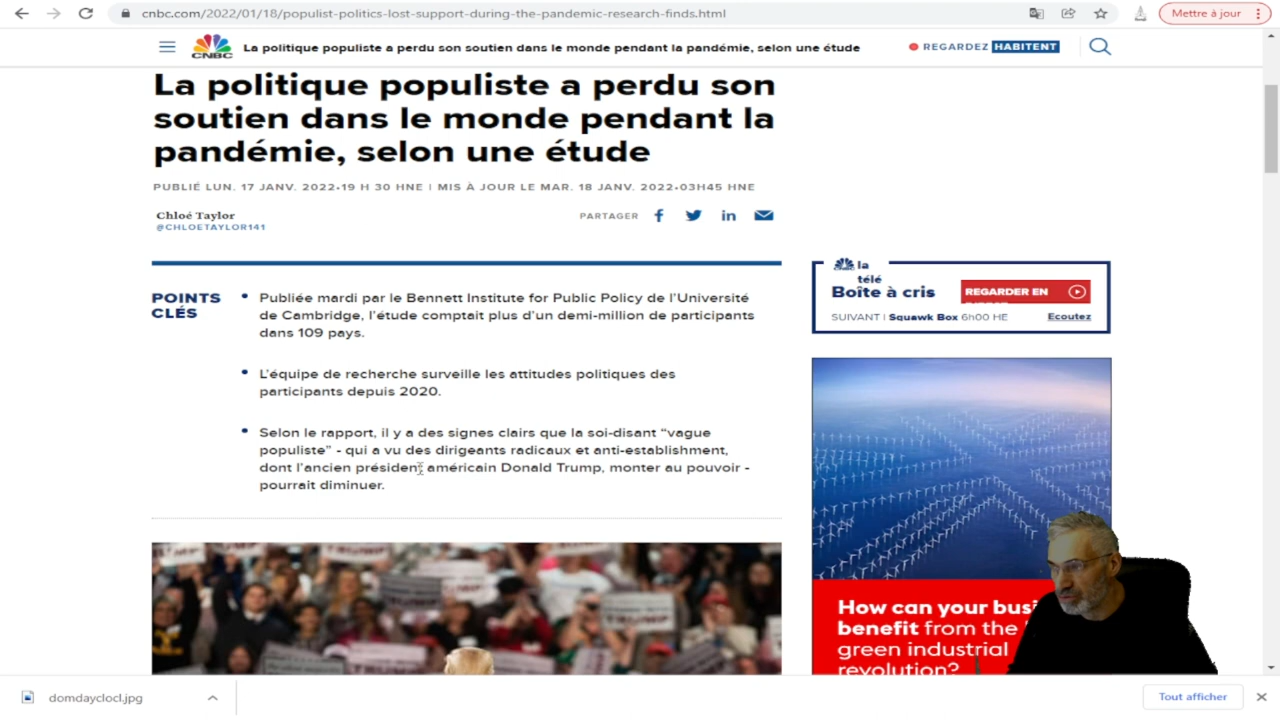 cnbc.com/2022/01/18/populist-politics-lost-support-during-the-pandemic-research-finds.html
Mettre à jour
CNBC
La politique populiste a perdu son soutien dans le monde pendant la pandémie, selon une étude
REGARDEZ HABITENT
La politique populiste a perdu son
soutien dans le monde pendant la
pandémie, selon une étude
PUBLIÉ LUN. 17 JANV. 2022•19 H 30 HNE | MIS À JOUR LE MAR. 18 JANV. 2022•03H45 HNE
Chloé Taylor
@CHLOETAYLOR141
PARTAGER
POINTS
CLÉS
• Publiée mardi par le Bennett Institute for Public Policy de l’Université
de Cambridge, l’étude comptait plus d’un demi-million de participants
dans 109 pays.
• L’équipe de recherche surveille les attitudes politiques des
participants depuis 2020.
• Selon le rapport, il y a des signes clairs que la soi-disant “vague
populiste” - qui a vu des dirigeants radicaux et anti-establishment,
dont l’ancien président américain Donald Trump, monter au pouvoir -
pourrait diminuer.
la
télé
Boîte à cris
REGARDER EN
SUIVANT | Squawk Box 6h00 HE
Ecoutez
How can your busi
benefit from the
green industrial
revolution?
domdayclocl.jpg
Tout afficher